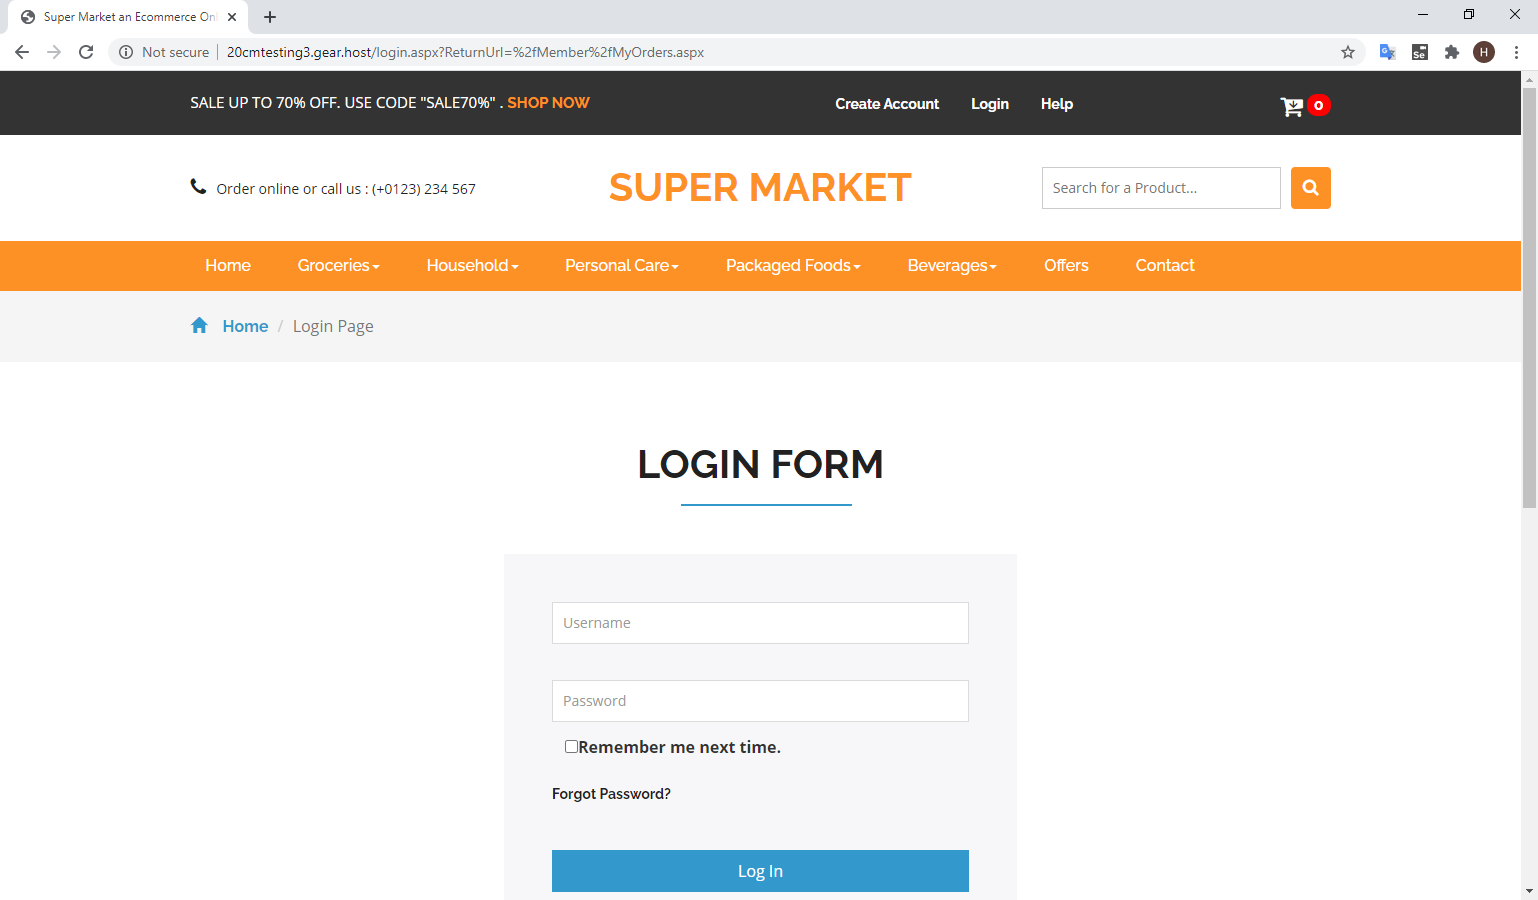 Super Market an Ecommerce Onl
Not secure
20cmtesting3.gear.host/login.aspx?ReturnUrl=%2fMember%2fMyOrders.aspx
Se
H
SALE UP TO 70% OFF. USE CODE "SALE70%" . SHOP NOW
Create Account
Login
Help
0
Order online or call us : (+0123) 234 567
SUPER MARKET
Search for a Product...
Home
Groceries
Household
Personal Care
Packaged Foods
Beverages
Offers
Contact
Home / Login Page
LOGIN FORM
Username
Password
Remember me next time.
Forgot Password?
Log In